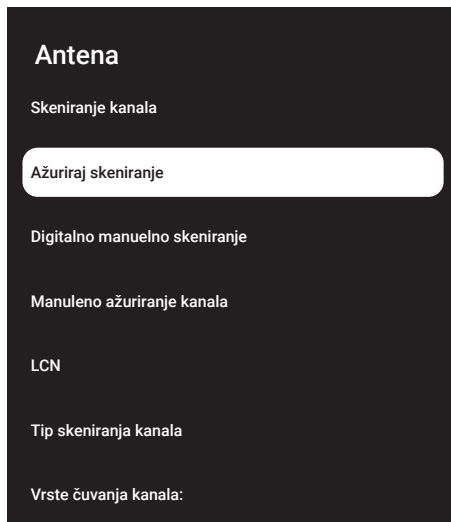 Antena
Skeniranje kanala
Ažuriraj skeniranje
Digitalno manuelno skeniranje
Manuleno ažuriranje kanala
LCN
Tip skeniranja kanala
Vrste čuvanja kanala: